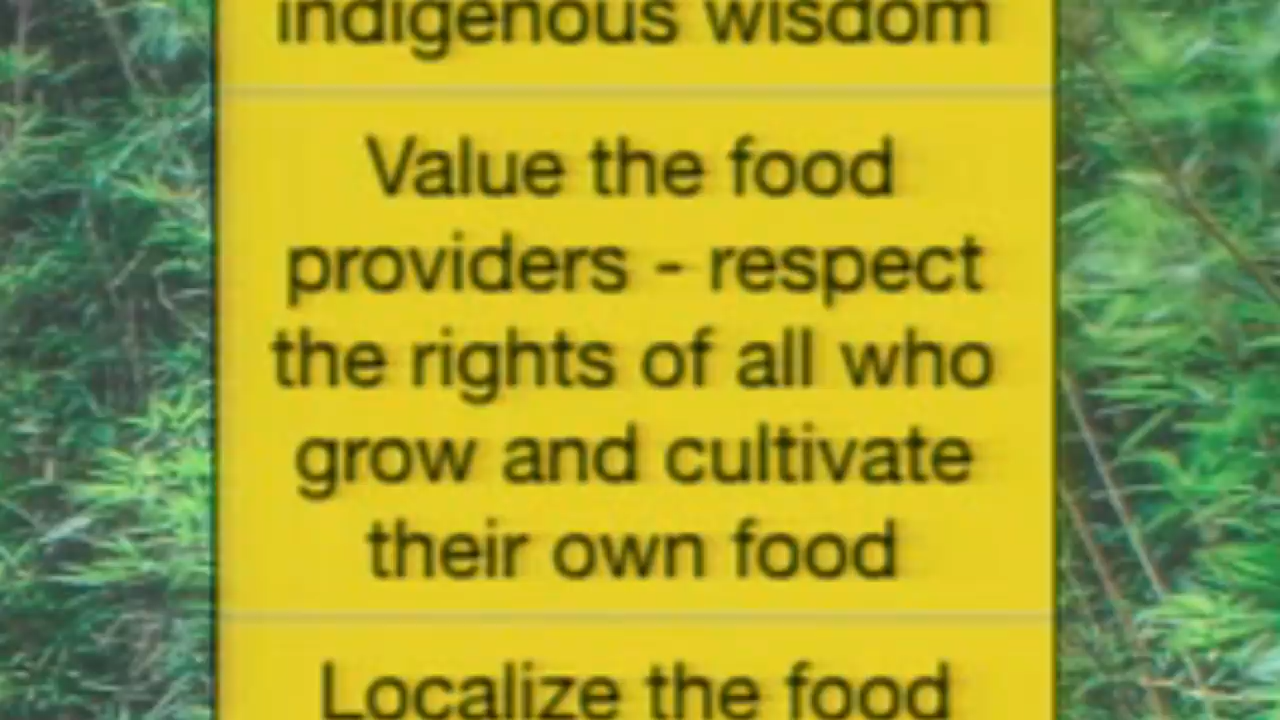 indigenous wisdom
Value the food
providers - respect
the rights of all who
grow and cultivate
their own food
Localize the food